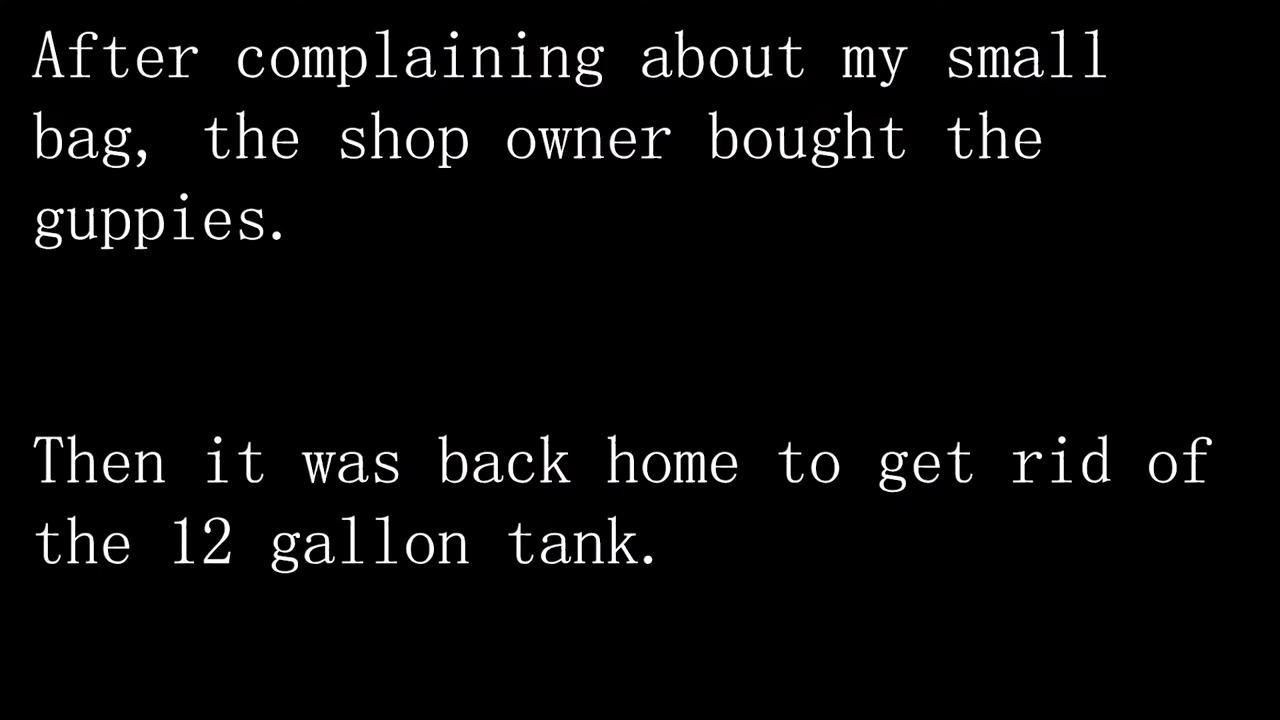 After complaining about my small
bag, the shop owner bought the
guppies.
Then it was back home to get rid of
the 12 gallon tank.